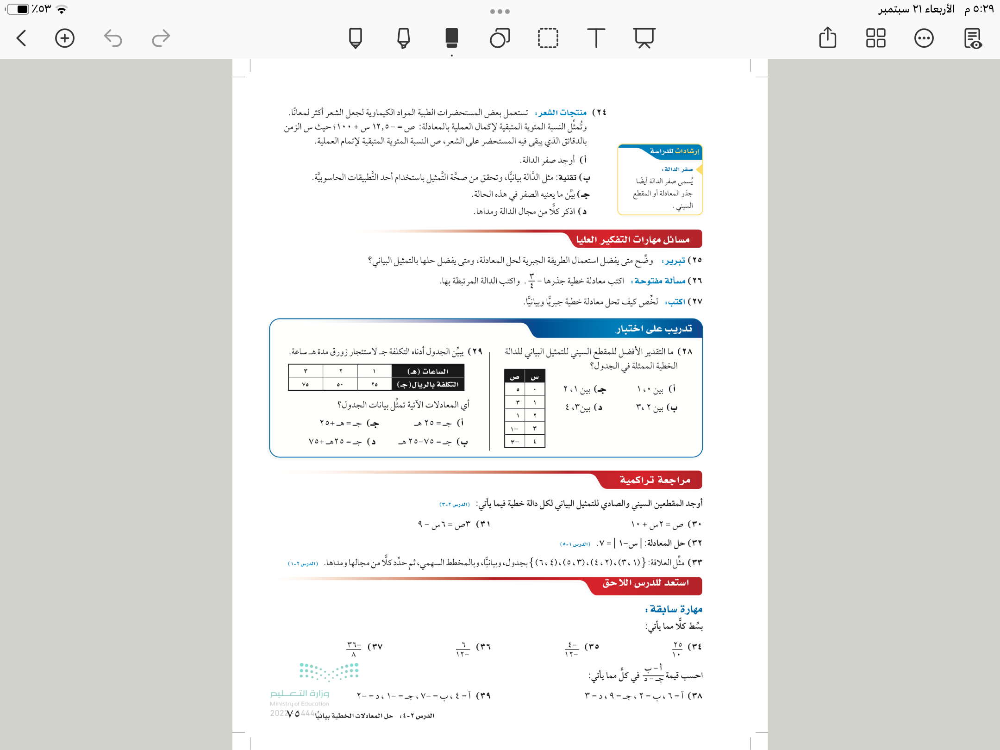 ٥:٢٩ م الأربعاء ٢١ سبتمبر
٪٥٣
٢٤) منتجات الشعر: تستعمل بعض المستحضرات الطبية المواد الكيماوية لجعل الشعر أكثر لمعانًا.
وتُمثِّل النسبة المئوية المتبقية لإكمال العملية بالمعادلة: ص = –١٢,٥ س + ١٠٠؛ حيث س الزمن
بالدقائق الذي يبقى فيه المستحضر على الشعر، ص النسبة المئوية المتبقية لإتمام العملية.
أ) أوجد صفر الدالة.
ب) تقنية: مثل الدَّالة بيانيًّا، وتحقق من صحَّة التَّمثيل باستخدام أحد التَّطبيقات الحاسوبيَّة.
جـ) بيِّن ما يعنيه الصفر في هذه الحالة.
د) اذكر كلًّا من مجال الدالة ومداها.
إرشادات للدراسة
صفر الدالة:
يُسمى صفر الدالة أيضًا
جذر المعادلة أو المقطع
السيني .
مسائل مهارات التفكير العليا
٢٥) تبرير: وضِّح متى يفضل استعمال الطريقة الجبرية لحل المعادلة، ومتى يفضل حلها بالتمثيل البياني؟
٢٦) مسألة مفتوحة: اكتب معادلة خطية جذرها –٣/٤ . واكتب الدالة المرتبطة بها.
٢٧) اكتب: لخِّص كيف تحل معادلة خطية جبريًّا وبيانيًّا.
تدريب على اختبار
٢٨) ما التقدير الأفضل للمقطع السيني للتمثيل البياني للدالة
الخطية الممثلة في الجدول؟
أ) بين ٠، ١ جـ) بين ١، ٢
ب) بين ٢، ٣ د) بين ٣، ٤
س ص
٠ ٥
١ ٣
٢ ١
٣ –١
٤ –٣
٢٩) يبيِّن الجدول أدناه التكلفة جـ لاستئجار زورق مدة هـ ساعة.
الساعات (هـ) ١ ٢ ٣
التكلفة بالريال (جـ) ٢٥ ٥٠ ٧٥
أي المعادلات الآتية تمثِّل بيانات الجدول؟
أ) جـ = ٢٥ هـ جـ) جـ = هـ +٢٥
ب) جـ = ٧٥–٢٥ هـ د) جـ = ٢٥هـ +٧٥
مراجعة تراكمية
أوجد المقطعين السيني والصادي للتمثيل البياني لكل دالة خطية فيما يأتي: (الدرس ٢-٣)
٣٠) ص = ٢س + ١٠ ٣١) ٣ص = ٦س – ٩
٣٢) حل المعادلة: | س–١ | = ٧. (الدرس ١-٥)
٣٣) مثِّل العلاقة: {(١، ٣)، (٢، ٤)، (٣، ٥)، (٤، ٦)} بجدول، وبيانيًّا، وبالمخطط السهمي، ثم حدِّد كلًّا من مجالها ومداها. (الدرس ٢-١)
استعد للدرس اللاحق
مهارة سابقة:
بسِّط كلًّا مما يأتي:
٣٤) ٢٥/١٠ ٣٥) –٤/–١٢ ٣٦) ٦/–١٢ ٣٧) –٣٦/٨
احسب قيمة أ – ب/جـ – د في كلٍّ مما يأتي:
٣٨) أ = ٦، ب = ٢، جـ = ٩، د = ٣ ٣٩) أ = ٤، ب = –٧، جـ = –١، د = –٢
وزارة التعليم
Ministry of Education
2022 - 1444
الدرس ٢-٤: حل المعادلات الخطية بيانيًّا ٧٥